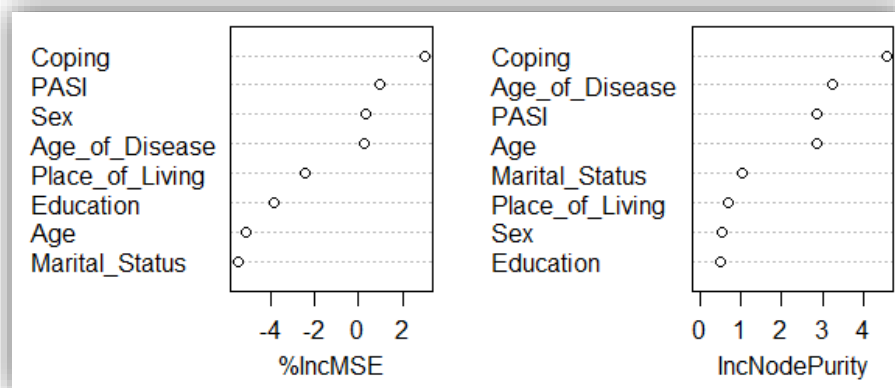 Coping
PASI
Sex
Age_of_Disease
Place_of_Living
Education
Age
Marital_Status
-4 -2 0 2
%IncMSE
Coping
Age_of_Disease
PASI
Age
Marital_Status
Place_of_Living
Sex
Education
0 1 2 3 4
IncNodePurity